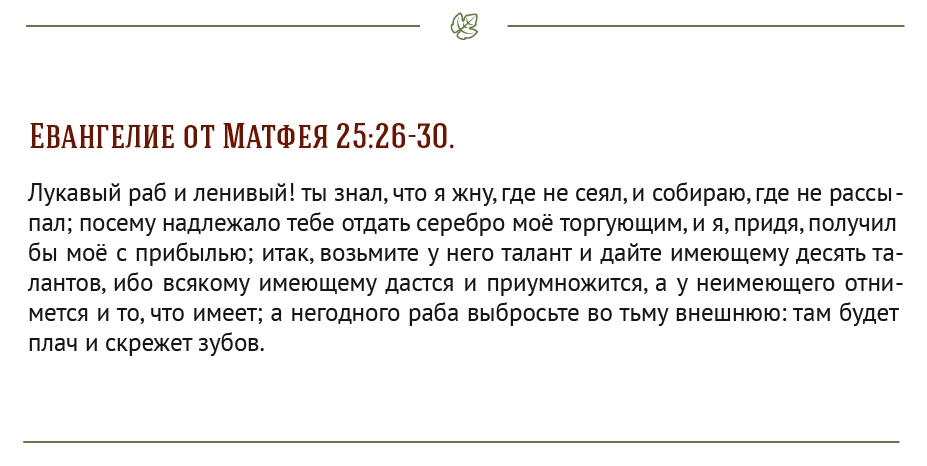 Евангелие от Матфея 25:26-30.
Лукавый раб и ленивый! ты знал, что я жну, где не сеял, и собираю, где не рассы-
пал; посему надлежало тебе отдать серебро моё торгующим, и я, придя, получил
бы моё с прибылью; итак, возьмите у него талант и дайте имеющему десять та-
лантов, ибо всякому имеющему дастся и приумножится, а у неимеющего отни-
мется и то, что имеет; а негодного раба выбросьте во тьму внешнюю: там будет
плач и скрежет зубов.